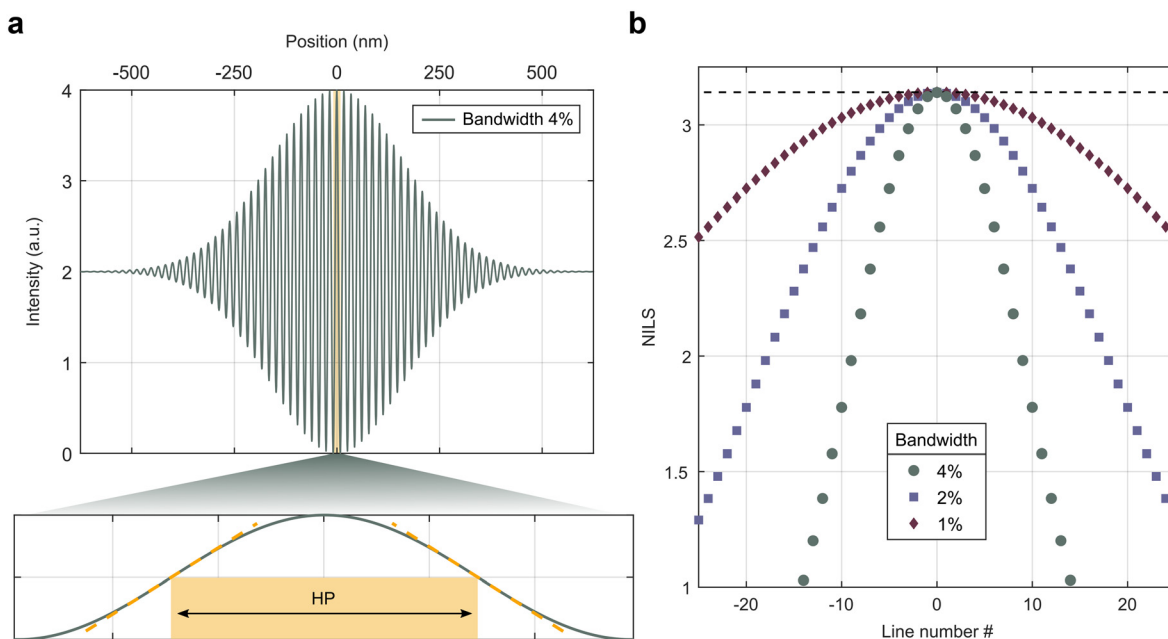 a
Position (nm)
-500 -250 0 250 500
4
Bandwidth 4%
3
Intensity (a.u.)
2
1
0
HP
b
3
2.5
NILS
2
Bandwidth
4%
2%
1%
1.5
1
-20 -10 0 10 20
Line number #